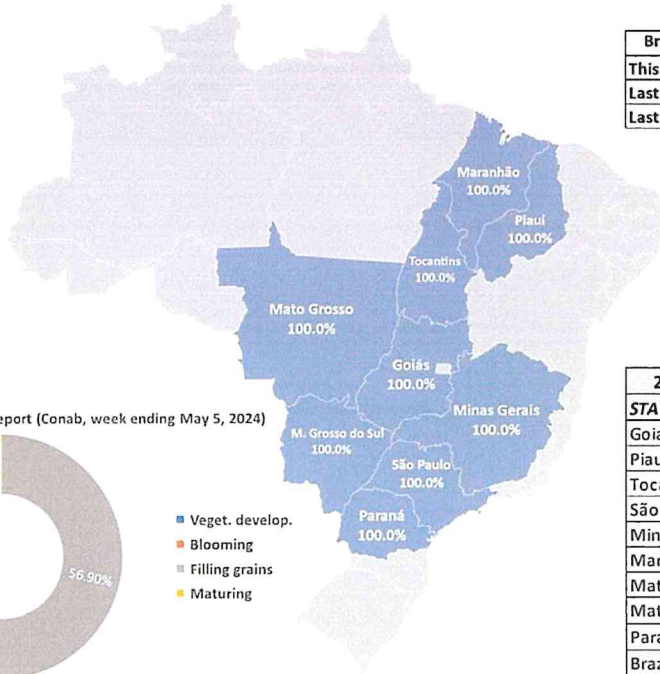 Br
This
Last
Last
Maranhão
100.0%
Piauí
100.0%
Tocantins
100.0%
Mato Grosso
100.0%
Goiás
100.0%
Minas Gerais
100.0%
M. Grosso do Sul
100.0%
São Paulo
100.0%
Paraná
100.0%
eport (Conab, week ending May 5, 2024)
56.90%
Veget. develop.
Blooming
Filling grains
Maturing
2
STA
Goiá
Piau
Toca
São
Min
Mar
Mat
Mat
Para
Braz